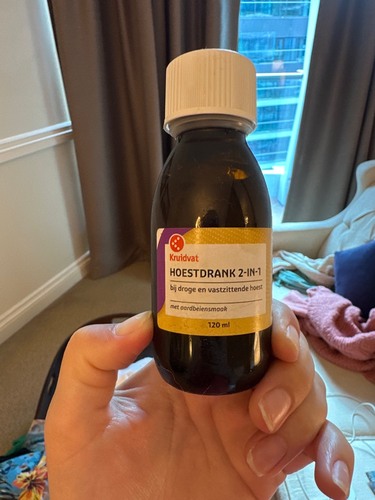 Kruidvat
HOESTDRANK 2-IN-1
bij droge en vastzittende hoest
met aardbeiensmaak
120 ml